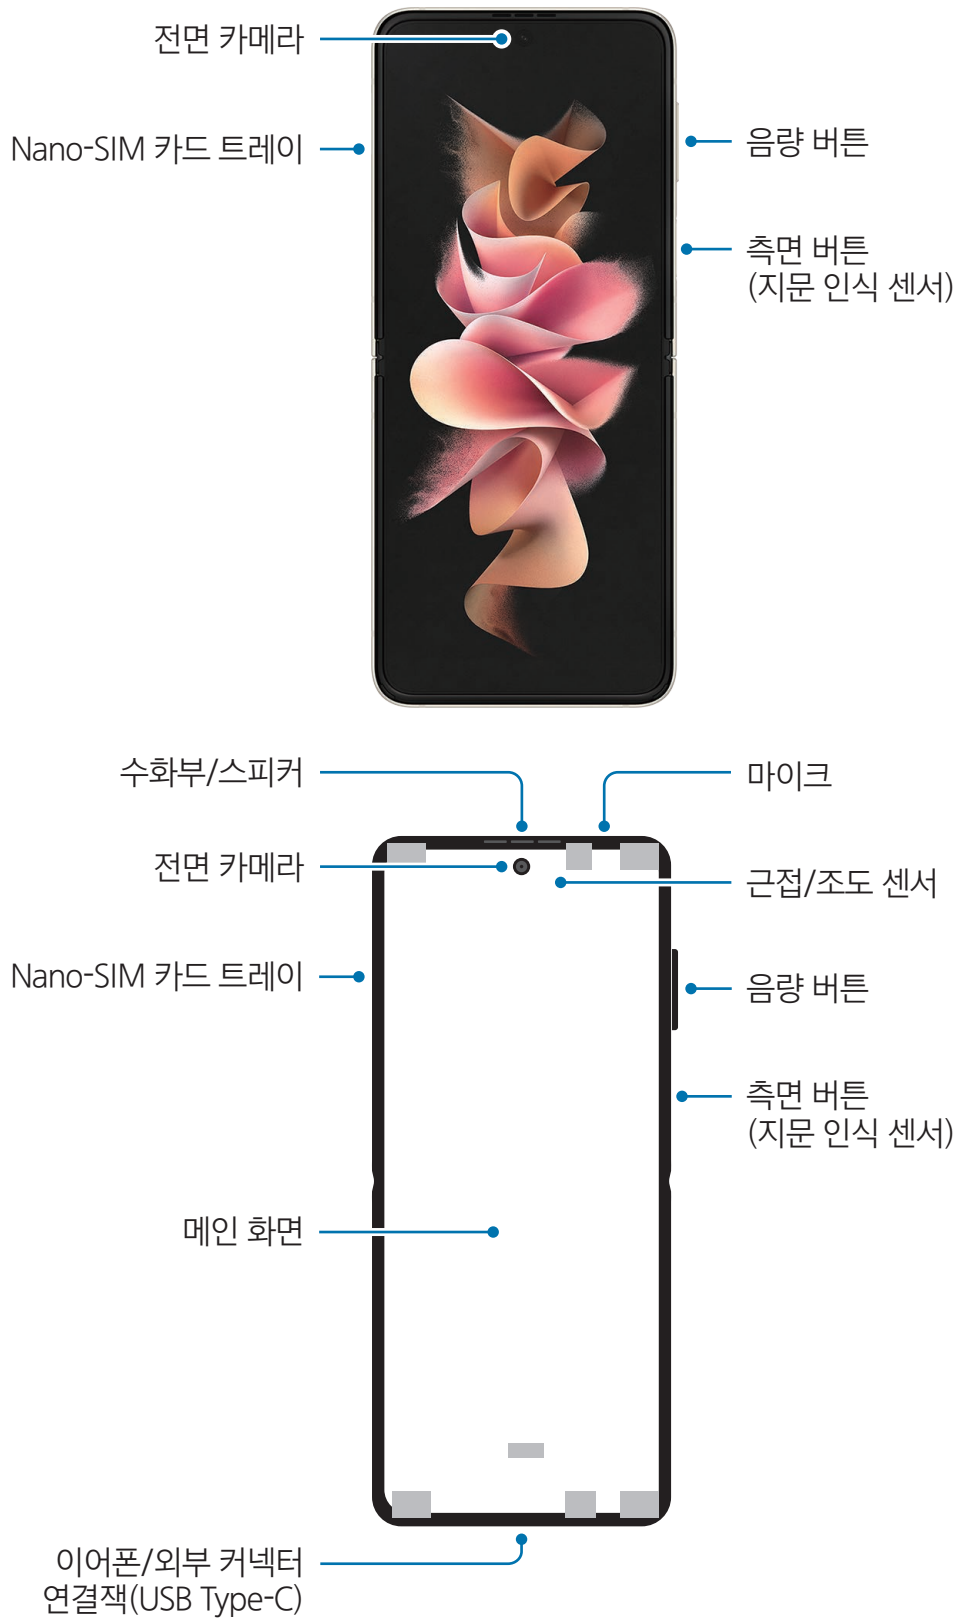 전면 카메라
Nano-SIM 카드 트레이
음량 버튼
측면 버튼
(지문 인식 센서)
수화부/스피커
마이크
전면 카메라
근접/조도 센서
Nano-SIM 카드 트레이
음량 버튼
측면 버튼
(지문 인식 센서)
메인 화면
이어폰/외부 커넥터
연결잭(USB Type-C)